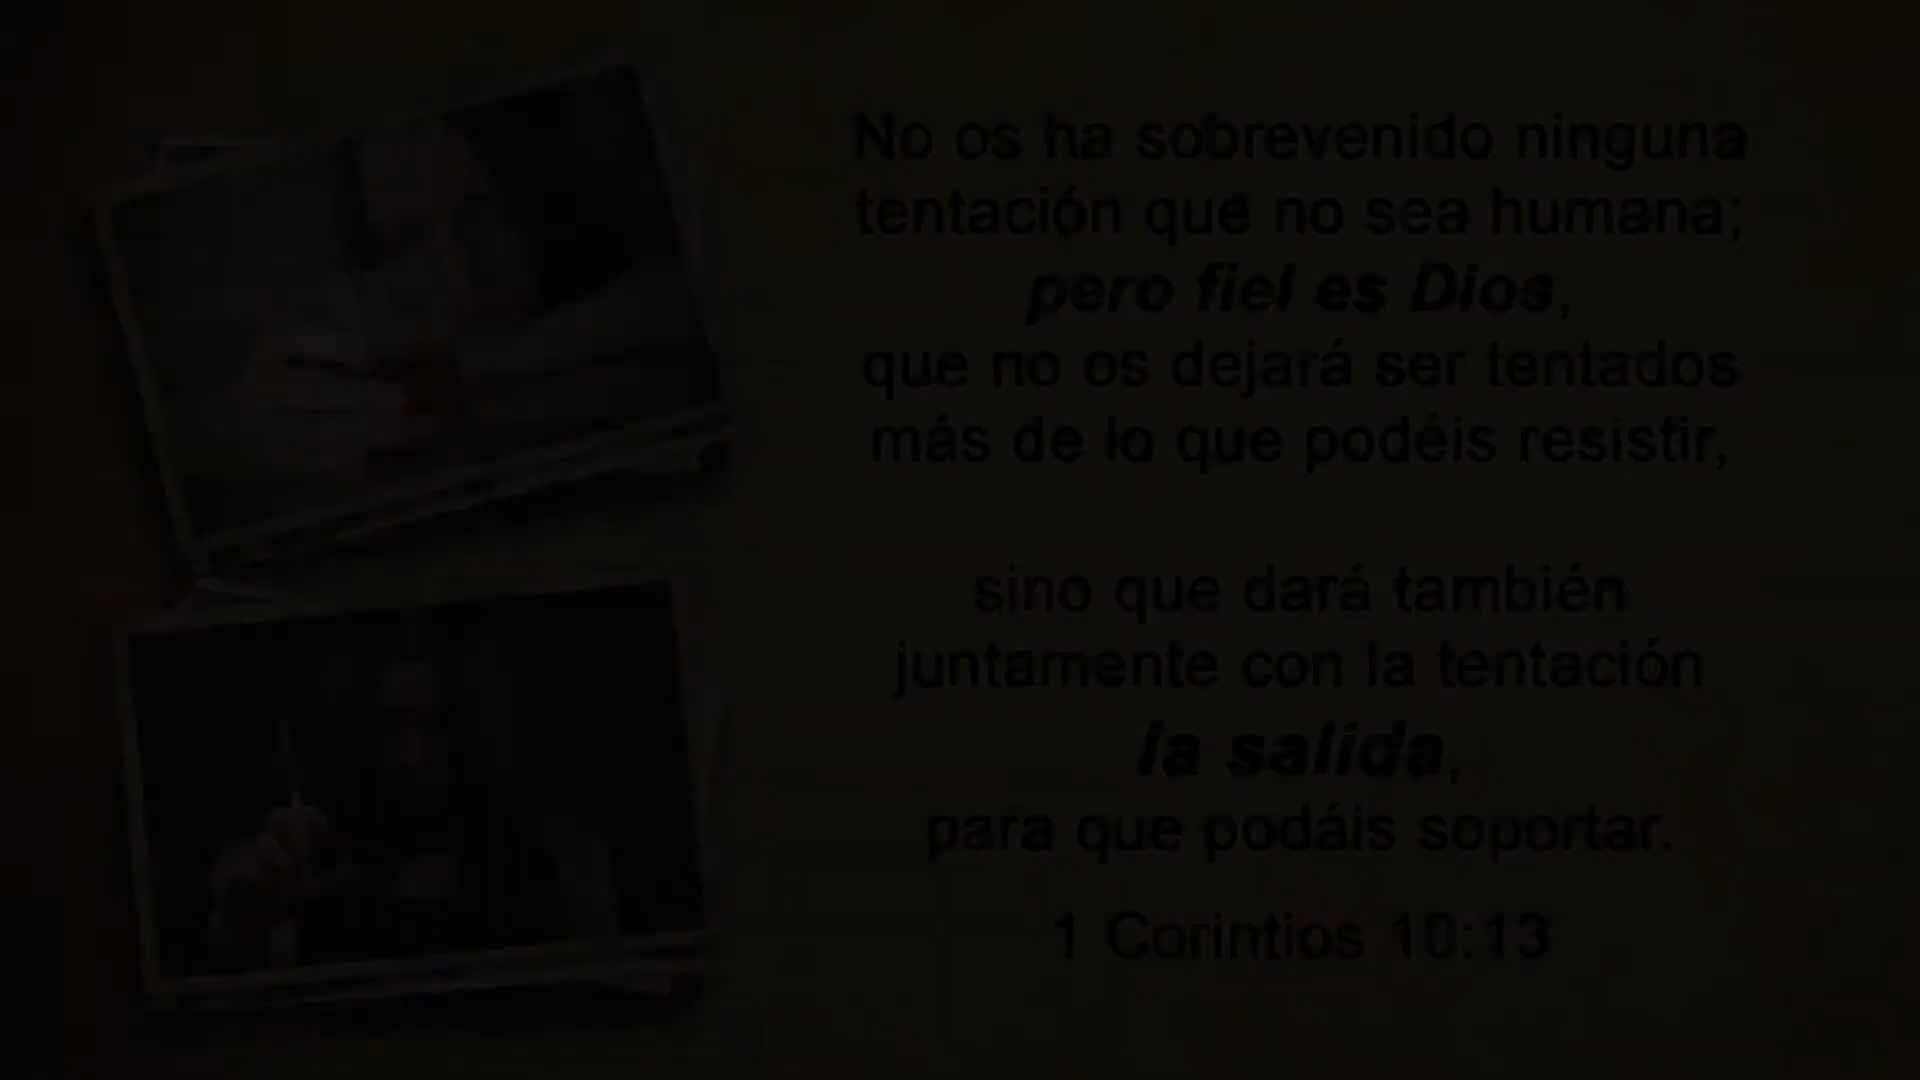 No os ha sobrevenido ninguna
tentación que no sea humana;
pero fiel es Dios,
que no os dejará ser tentados
más de lo que podéis resistir,
sino que dará también
juntamente con la tentación
la salida,
para que podáis soportar.
1 Corintios 10:13